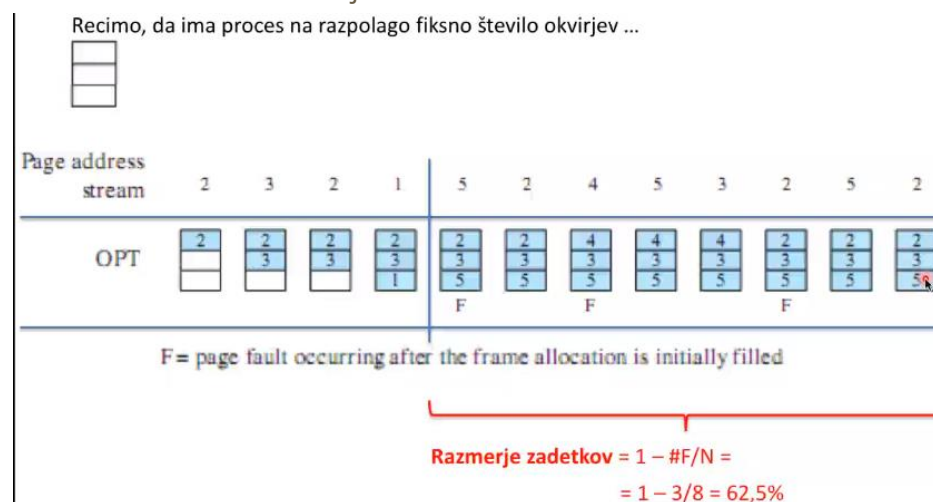 Recimo, da ima proces na razpolago fiksno število okvirjev ...
Page address
stream 2 3 2 1 5 2 4 5 3 2 5 2
OPT
2 2 2 2 2 2 4 4 4 2 2 2
3 3 3 3 3 3 3 3 3 3 3
1 5 5 5 5 5 5 5 5
F F F
F= page fault occurring after the frame allocation is initially filled
Razmerje zadetkov = 1 – #F/N =
= 1 – 3/8 = 62,5%